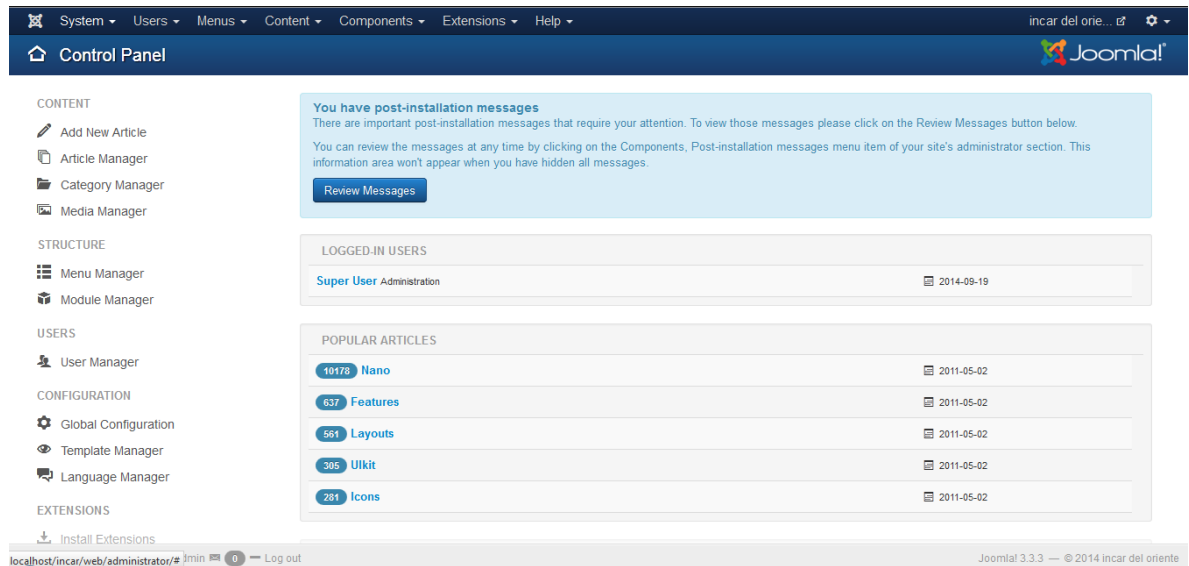 System Users Menus Content Components Extensions Help incar del orie...
Control Panel Joomla!
CONTENT
Add New Article
Article Manager
Category Manager
Media Manager
STRUCTURE
Menu Manager
Module Manager
USERS
User Manager
CONFIGURATION
Global Configuration
Template Manager
Language Manager
EXTENSIONS
Install Extensions
You have post-installation messages
There are important post-installation messages that require your attention. To view those messages please click on the Review Messages button below.
You can review the messages at any time by clicking on the Components, Post-installation messages menu item of your site's administrator section. This
information area won't appear when you have hidden all messages.
Review Messages
LOGGED-IN USERS
Super User Administration 2014-09-19
POPULAR ARTICLES
10178 Nano 2011-05-02
637 Features 2011-05-02
561 Layouts 2011-05-02
305 UIkit 2011-05-02
281 Icons 2011-05-02
localhost/incar/web/administrator/# dmin 0 Log out Joomla! 3.3.3 — © 2014 incar del oriente